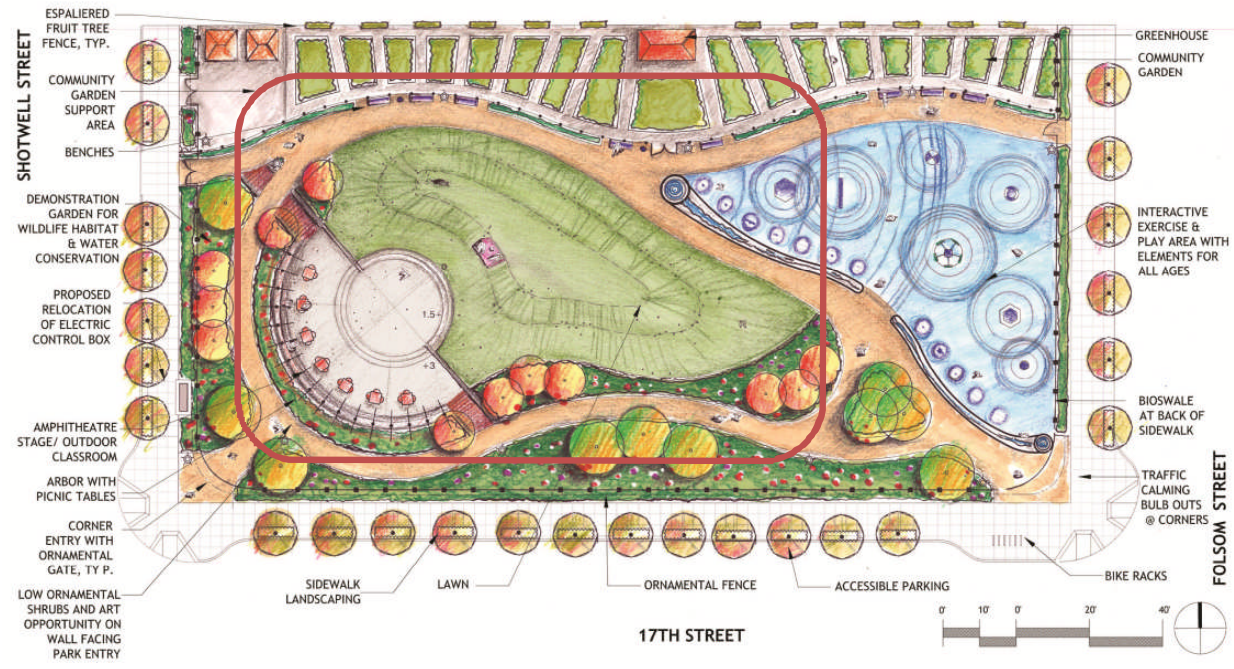 ESPALIERED
FRUIT TREE
FENCE, TYP.
COMMUNITY
GARDEN
SUPPORT
AREA
BENCHES
DEMONSTRATION
GARDEN FOR
WILDLIFE HABITAT
& WATER
CONSERVATION
PROPOSED
RELOCATION
OF ELECTRIC
CONTROL BOX
AMPHITHEATRE
STAGE/ OUTDOOR
CLASSROOM
ARBOR WITH
PICNIC TABLES
CORNER
ENTRY WITH
ORNAMENTAL
GATE, TY P.
LOW ORNAMENTAL
SHRUBS AND ART
OPPORTUNITY ON
WALL FACING
PARK ENTRY
SHOTWELL STREET
1.5+
+3
SIDEWALK
LANDSCAPING
LAWN
ORNAMENTAL FENCE
ACCESSIBLE PARKING
17TH STREET
GREENHOUSE
COMMUNITY
GARDEN
INTERACTIVE
EXERCISE &
PLAY AREA WITH
ELEMENTS FOR
ALL AGES
BIOSWALE
AT BACK OF
SIDEWALK
TRAFFIC
CALMING
BULB OUTS
@ CORNERS
BIKE RACKS
FOLSOM STREET
0' 10' 0' 20' 40'